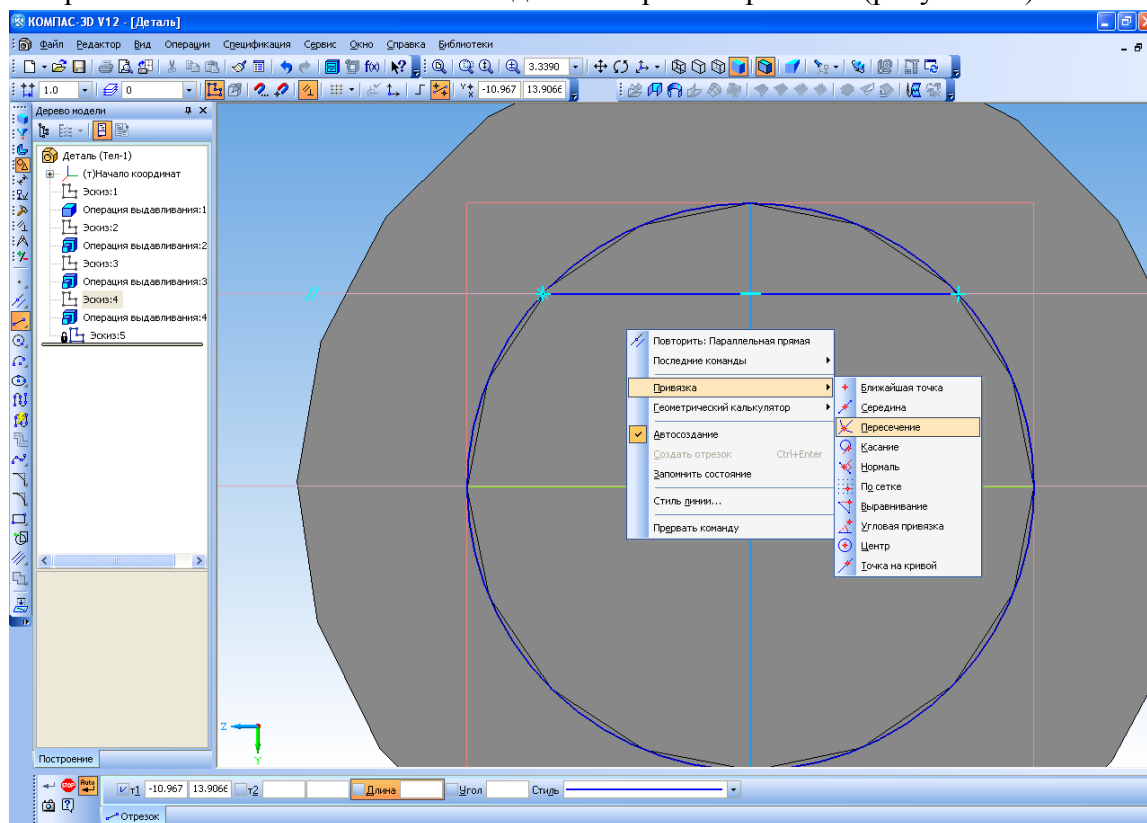 КОМПАС-3D V12 - [Деталь]
Файл Редактор Вид Операции Спецификация Сервис Окно Справка Библиотеки
3.3390
1.0 0 -10.967 13.906
Дерево модели
Деталь (Тел-1)
(т)Начало координат
Эскиз:1
Операция выдавливания:1
Эскиз:2
Операция выдавливания:2
Эскиз:3
Операция выдавливания:3
Эскиз:4
Операция выдавливания:4
Эскиз:5
Повторить: Параллельная прямая
Последние команды
Привязка
Геометрический калькулятор
Автосоздание
Создать отрезок Ctrl+Enter
Запомнить состояние
Стиль линии...
Прервать команду
Ближайшая точка
Середина
Пересечение
Касание
Нормаль
По сетке
Выравнивание
Угловая привязка
Центр
Точка на кривой
Z
Y
Построение
STOP Auto т1 -10.967 13.906 т2 Длина Угол Стиль
Отрезок